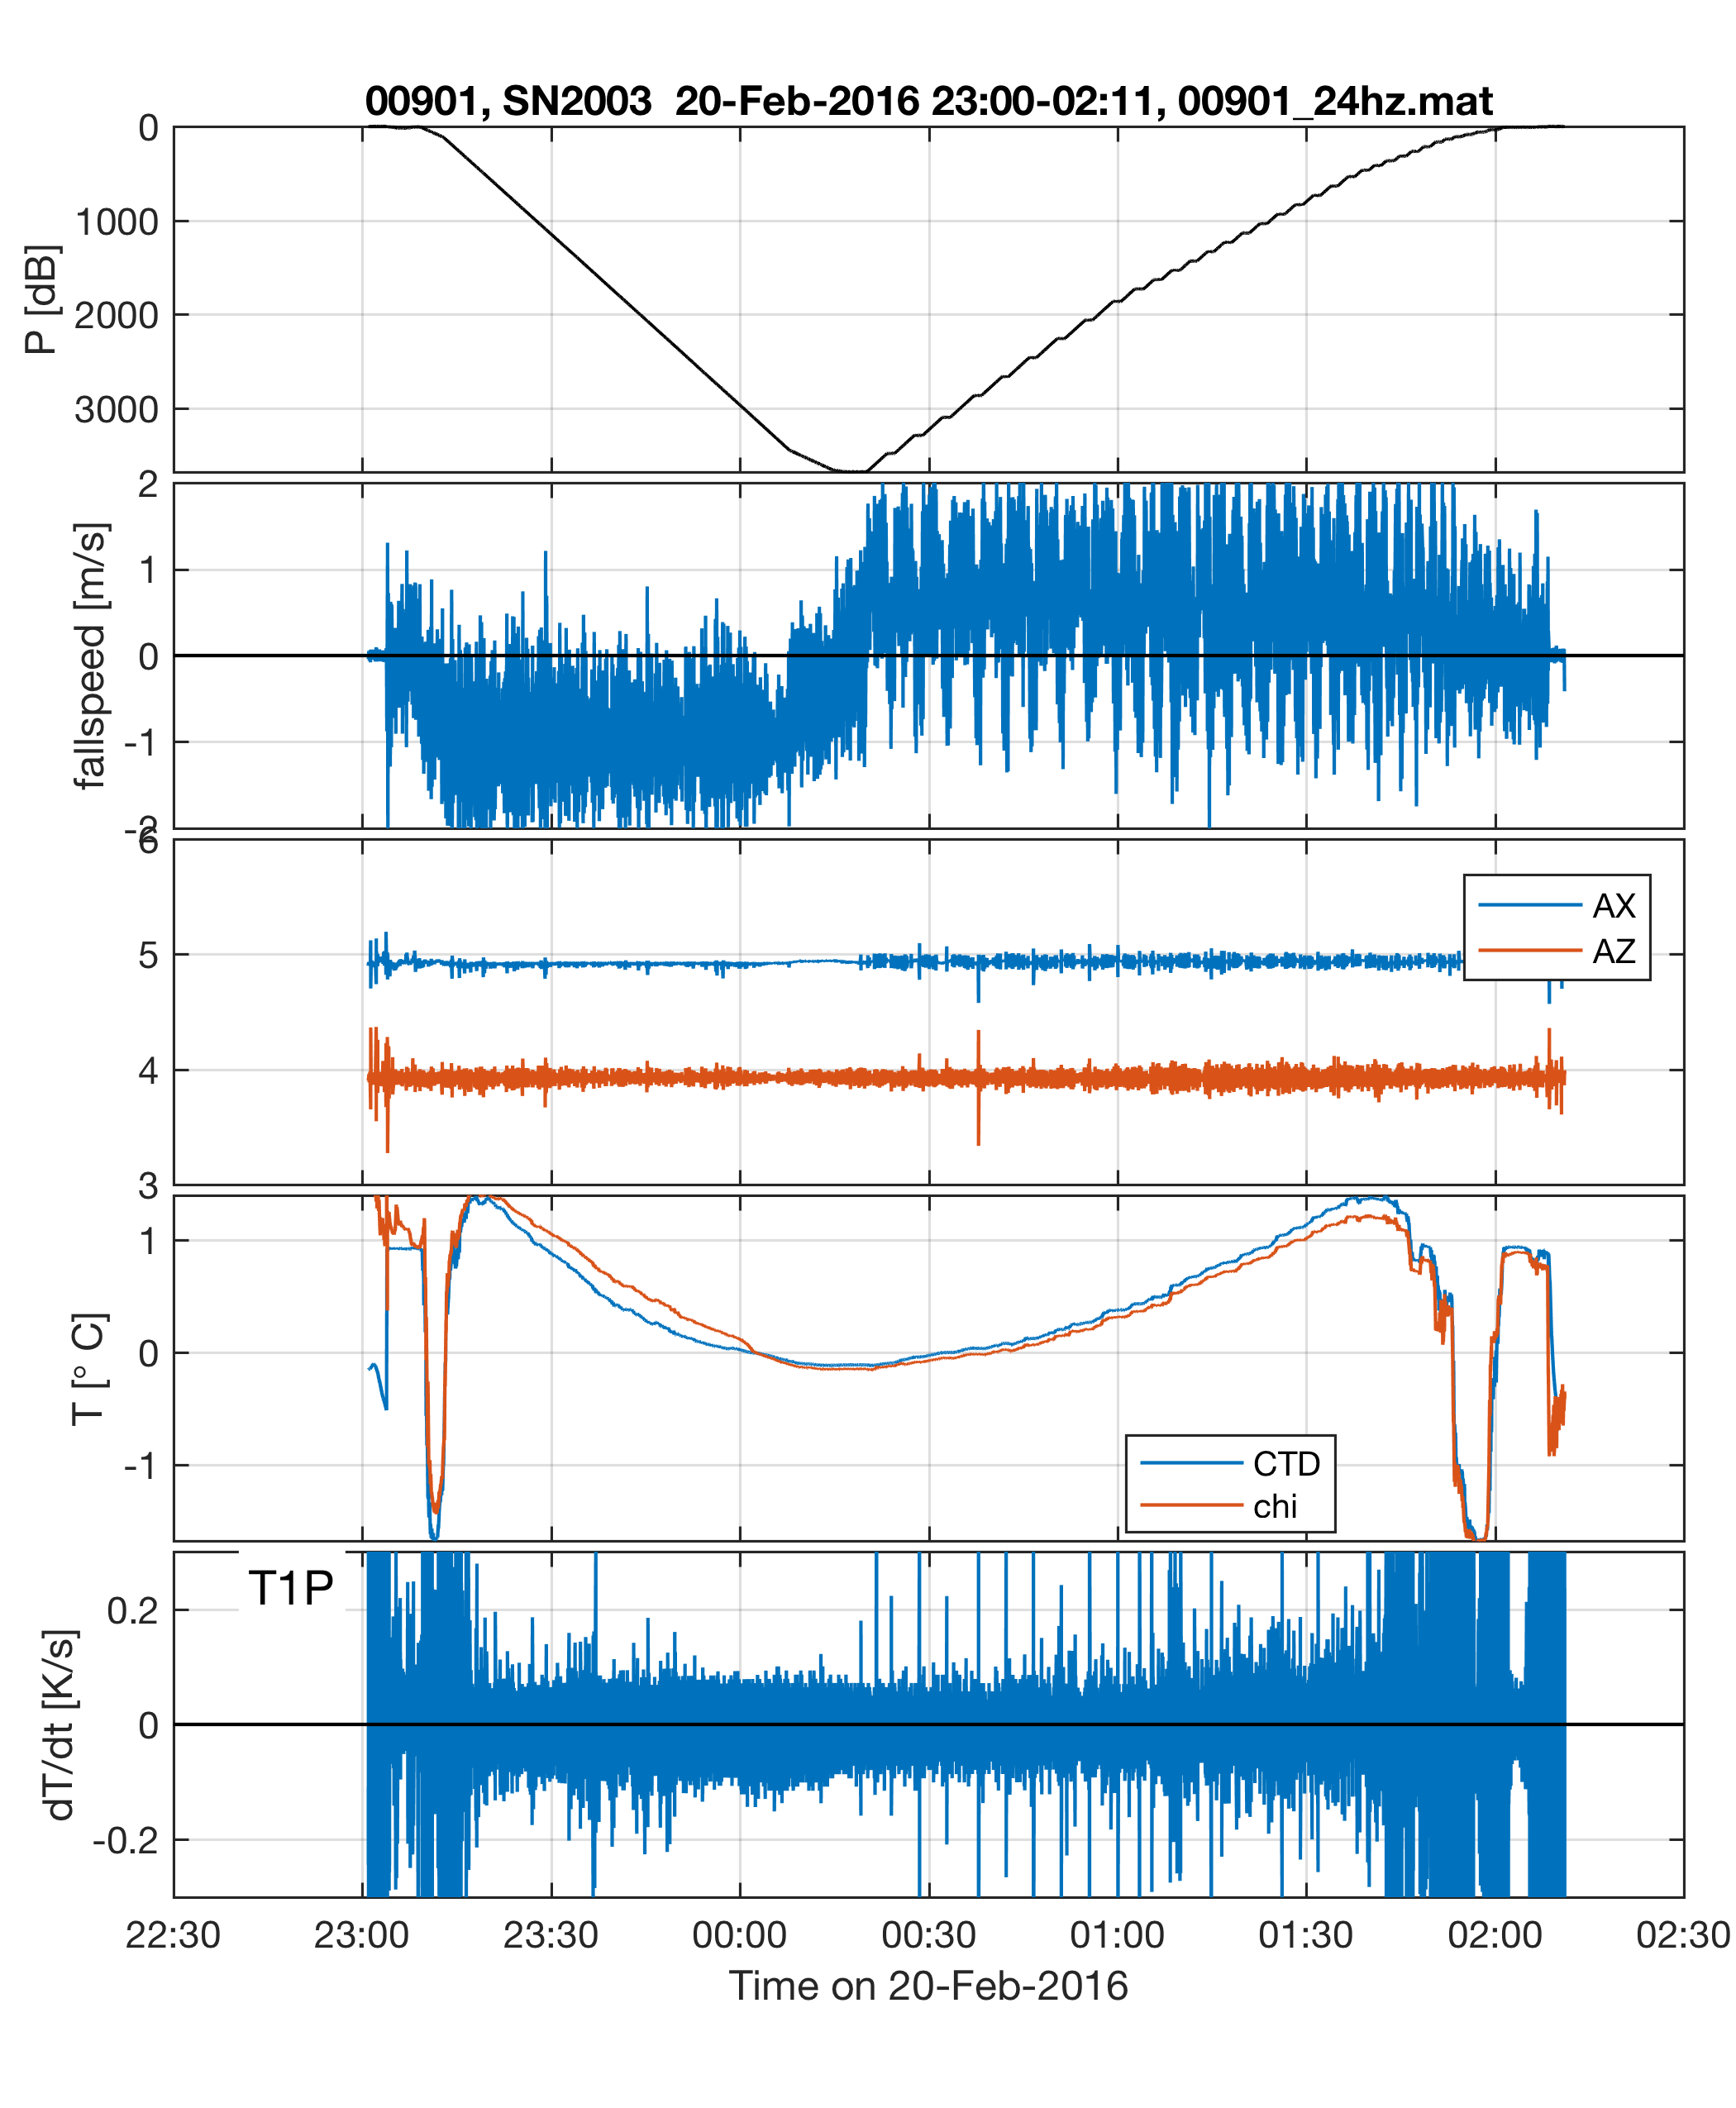 00901, SN2003  20-Feb-2016 23:00-02:11, 00901_24hz.mat
0
1000
2000
3000
P [dB]
2
1
0
-1
-2
fallspeed [m/s]
6
5
4
3
AX
AZ
1
0
-1
T [° C]
CTD
chi
T1P
0.2
0
-0.2
dT/dt [K/s]
22:30 23:00 23:30 00:00 00:30 01:00 01:30 02:00 02:30
Time on 20-Feb-2016